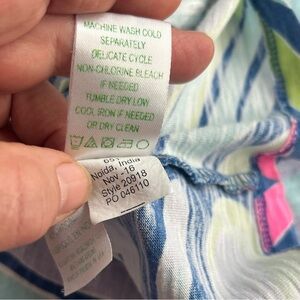 MACHINE WASH COLD
SEPARATELY
DELICATE CYCLE
NON-CHLORINE BLEACH
IF NEEDED
TUMBLE DRY LOW
COOL IRON IF NEEDED
OR DRY CLEAN
Noida, India
Nov -16
Style 20918
PO 046110